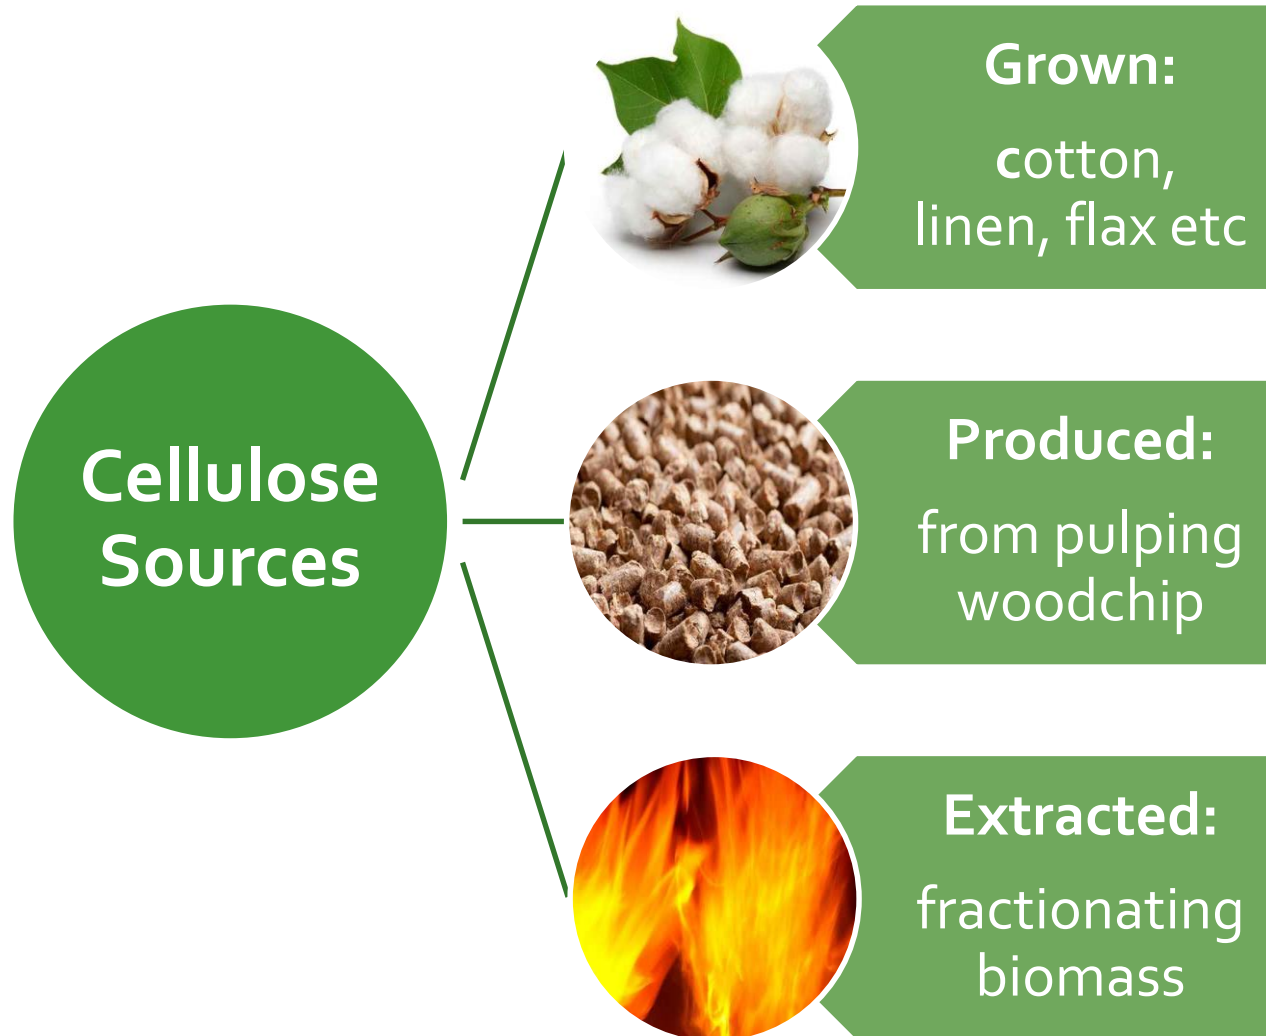 Cellulose
Sources
Grown:
cotton,
linen, flax etc
Produced:
from pulping
woodchip
Extracted:
fractionating
biomass